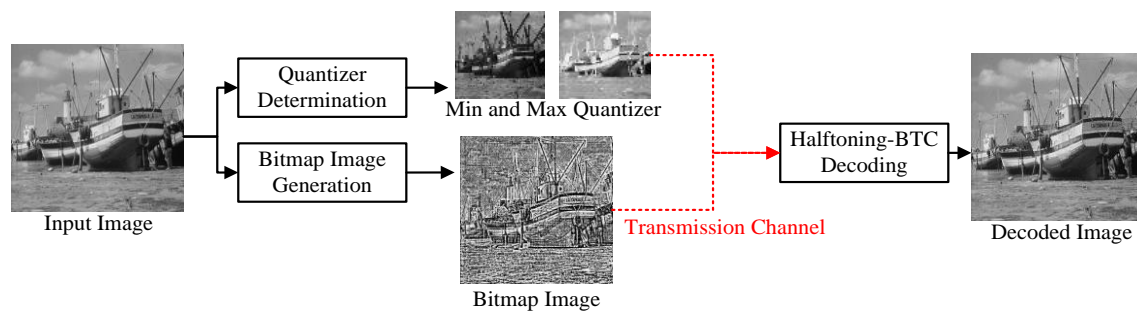 Input Image
Quantizer
Determination
Bitmap Image
Generation
Min and Max Quantizer
Bitmap Image
Transmission Channel
Halftoning-BTC
Decoding
Decoded Image